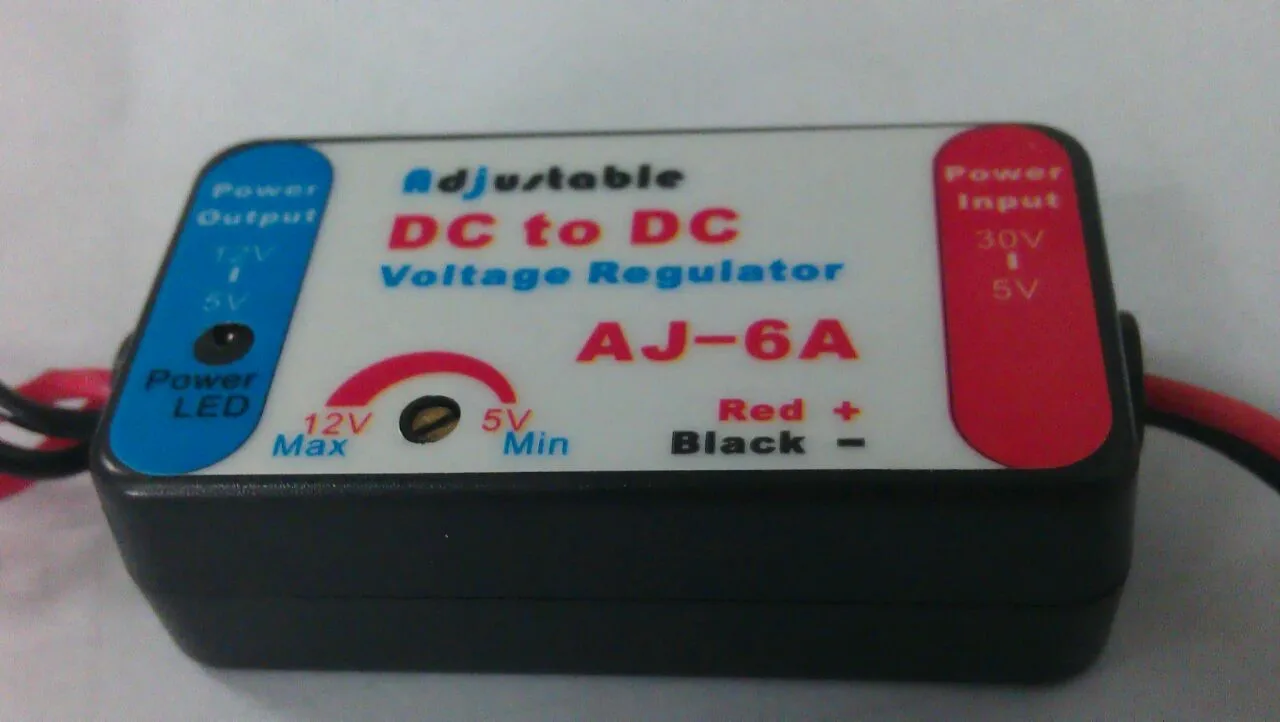 Power
Output
12V
-
5V
Power
LED
Adjustable
DC to DC
Voltage Regulator
AJ-6A
12V 5V
Max Min
Red +
Black -
Power
Input
30V
-
5V